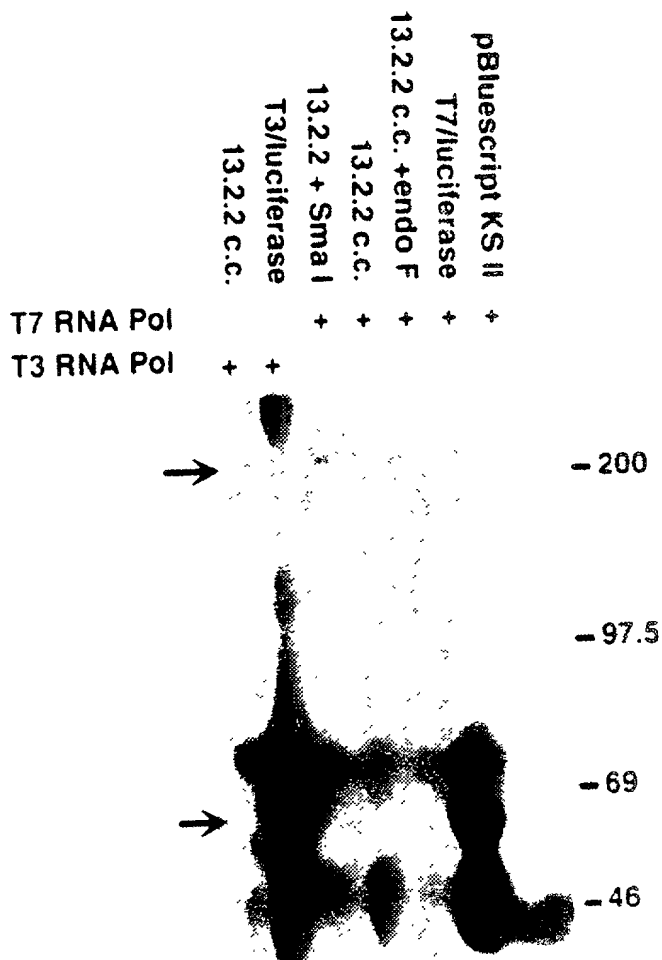 13.2.2 c.c.
T3/luciferase
13.2.2 + Sma I
13.2.2 c.c.
13.2.2 c.c. +endo F
T7/luciferase
pBluescript KS II
T7 RNA Pol + + + + +
T3 RNA Pol + +
– 200
– 97.5
– 69
– 46